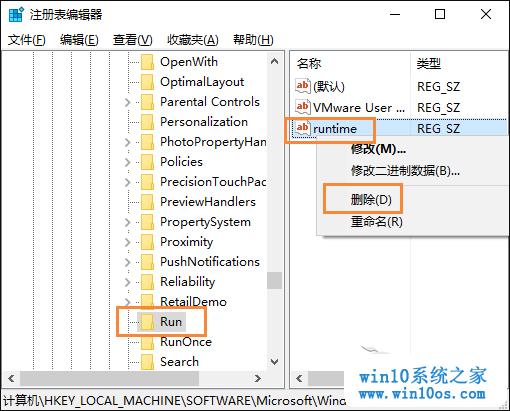 注册表编辑器
文件(F) 编辑(E) 查看(V) 收藏夹(A) 帮助(H)
OpenWith
OptimalLayout
Parental Controls
Personalization
PhotoPropertyHan
Policies
PrecisionTouchPac
PreviewHandlers
PropertySystem
Proximity
PushNotifications
Reliability
RetailDemo
Run
RunOnce
Search
名称 类型
(默认) REG_SZ
VMware User ... REG_SZ
runtime REG_SZ
修改(M)...
修改二进制数据(B)...
删除(D)
重命名(R)
计算机\HKEY_LOCAL_MACHINE\SOFTWARE\Microsoft\Wind
win10系统之家
www.win10os.com